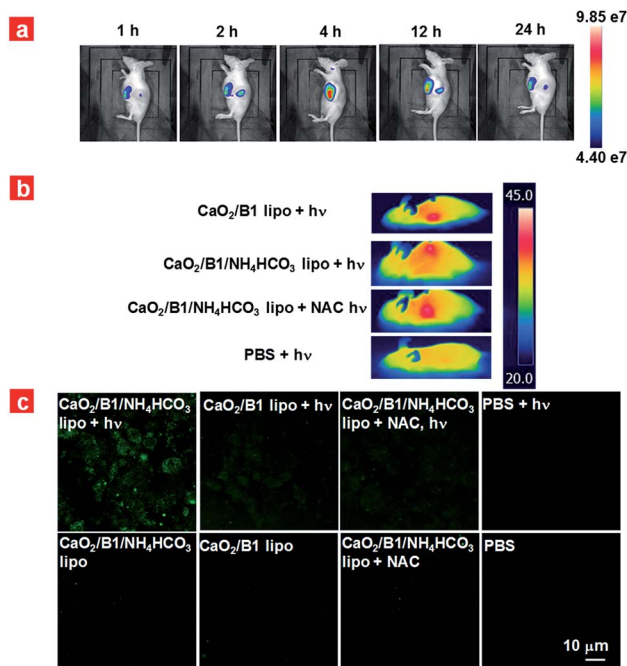 a
1 h 2 h 4 h 12 h 24 h
9.85 e7
4.40 e7
b
CaO₂/B1 lipo + hν
CaO₂/B1/NH₄HCO₃ lipo + hν
CaO₂/B1/NH₄HCO₃ lipo + NAC hν
PBS + hν
45.0
20.0
c
CaO₂/B1/NH₄HCO₃
lipo + hν
CaO₂/B1 lipo + hν
CaO₂/B1/NH₄HCO₃
lipo + NAC, hν
PBS + hν
CaO₂/B1/NH₄HCO₃
lipo
CaO₂/B1 lipo
CaO₂/B1/NH₄HCO₃
lipo + NAC
PBS
10 μm